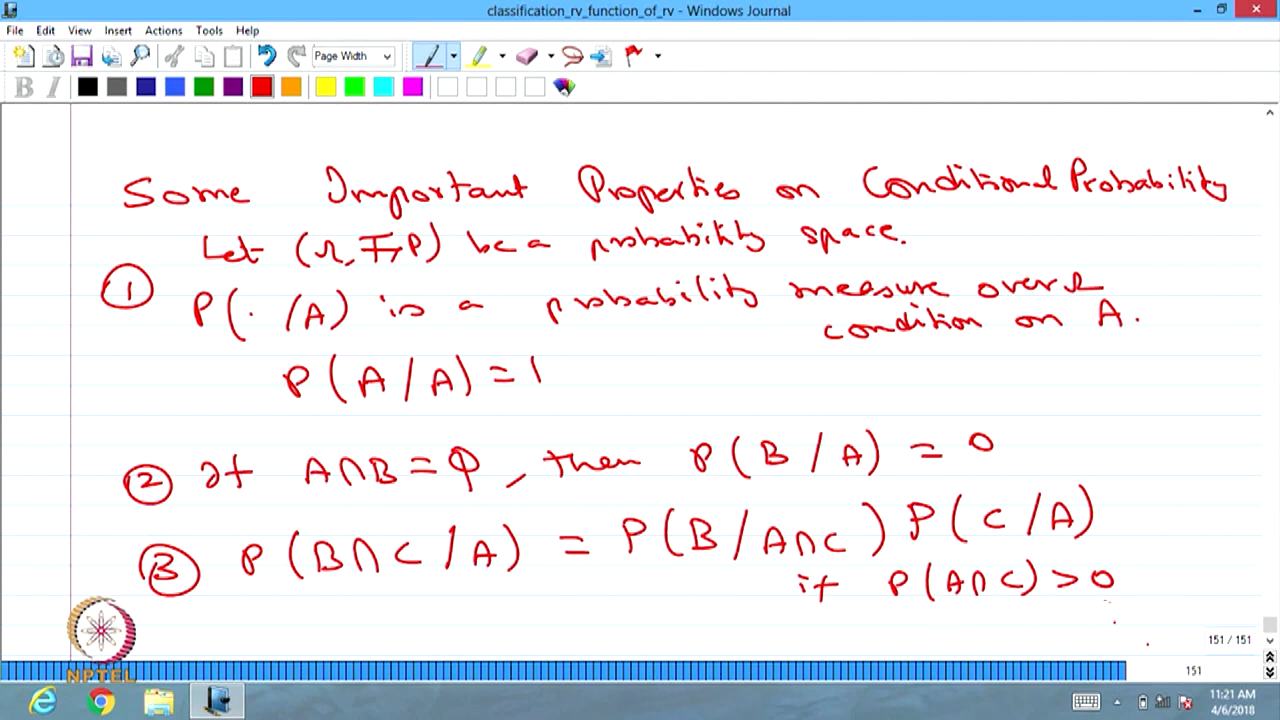 classification_rv_function_of_rv - Windows Journal
File Edit View Insert Actions Tools Help
Page Width
B I
Some Important Properties on Conditional Probability
Let (Ω, F, P) be a probability space.
① P(· /A) is a probability measure over Ω
condition on A.
P(A/A) = 1
② If A∩B = φ, then P(B/A) = 0
③ P(B∩C/A) = P(B/A∩C) P(C/A)
if P(A∩C) > 0
151 / 151
NPTEL
151
11:21 AM
4/6/2018